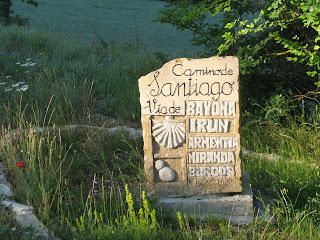 Camino de
Santiago
Via de
BAYONA
IRUN
ARMENTIA
MIRANDA
BURGOS